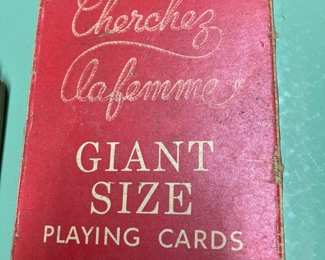 Cherchez
Lafemme
GIANT
SIZE
PLAYING CARDS